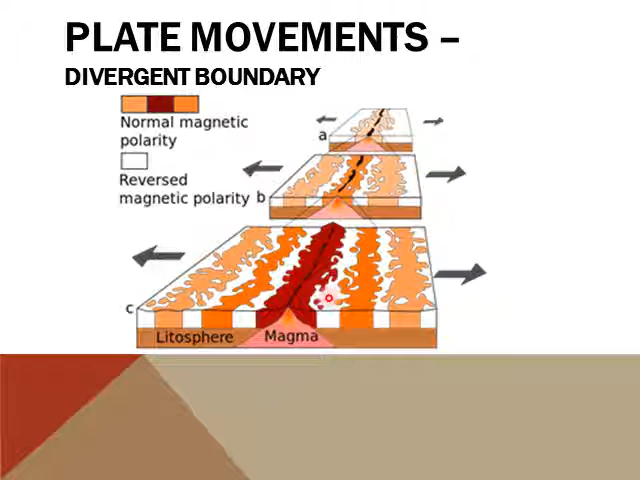 PLATE MOVEMENTS –
DIVERGENT BOUNDARY
Normal magnetic
polarity
Reversed
magnetic polarity
a
b
c
Litosphere
Magma